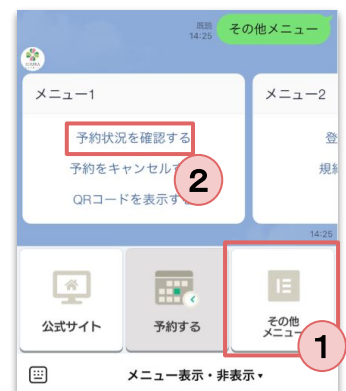 既読
14:25
その他メニュー
メニュー1
メニュー2
予約状況を確認する
予約をキャンセルす
QRコードを表示す
2
14:25
公式サイト
予約する
その他
メニュー
1
メニュー表示・非表示▾